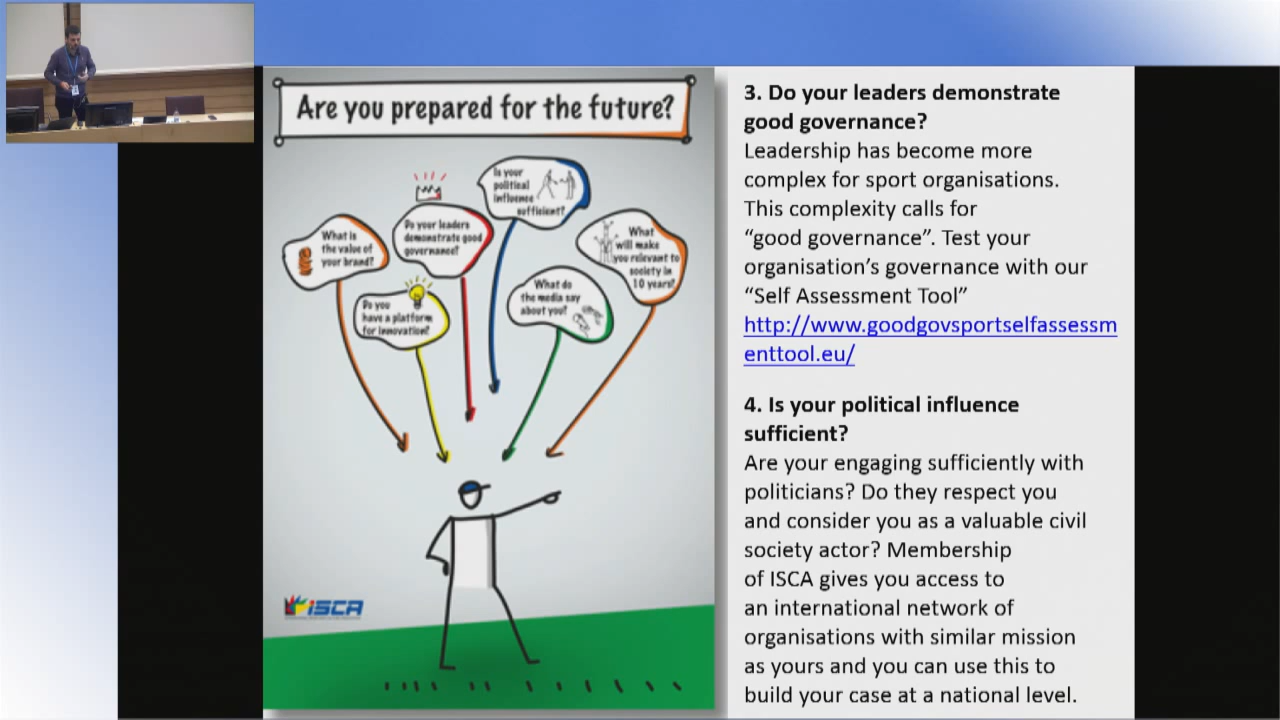 Are you prepared for the future?
Is your
political
influence
sufficient?
Do your leaders
demonstrate good
governance?
What is
the value of
your brand?
What
will make
you relevant to
society in
10 years?
What do
the media say
about you?
Do you
have a platform
for innovation?
ISCA
3. Do your leaders demonstrate
good governance?
Leadership has become more
complex for sport organisations.
This complexity calls for
“good governance”. Test your
organisation’s governance with our
“Self Assessment Tool”
http://www.goodgovsportselfassessm
enttool.eu/
4. Is your political influence
sufficient?
Are your engaging sufficiently with
politicians? Do they respect you
and consider you as a valuable civil
society actor? Membership
of ISCA gives you access to
an international network of
organisations with similar mission
as yours and you can use this to
build your case at a national level.